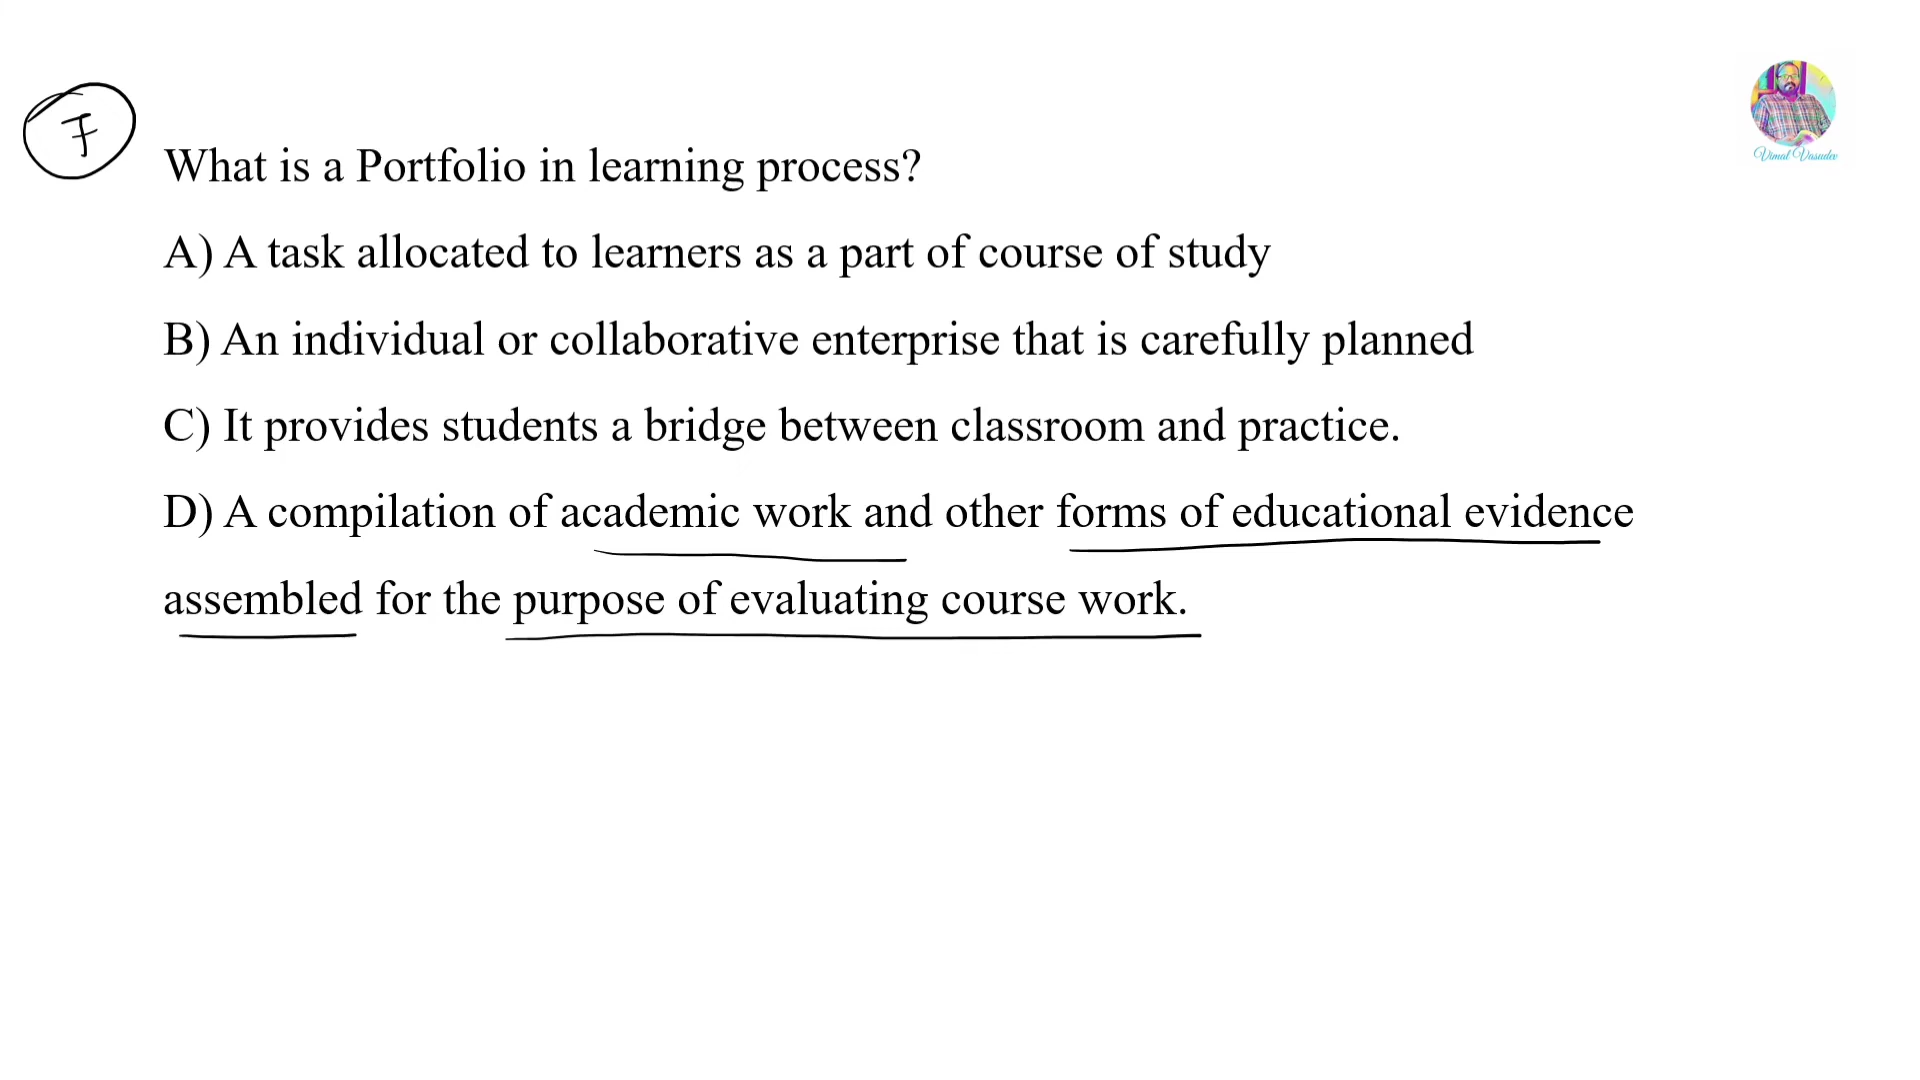 7
What is a Portfolio in learning process?
A) A task allocated to learners as a part of course of study
B) An individual or collaborative enterprise that is carefully planned
C) It provides students a bridge between classroom and practice.
D) A compilation of academic work and other forms of educational evidence
assembled for the purpose of evaluating course work.
Vimal Vasudev